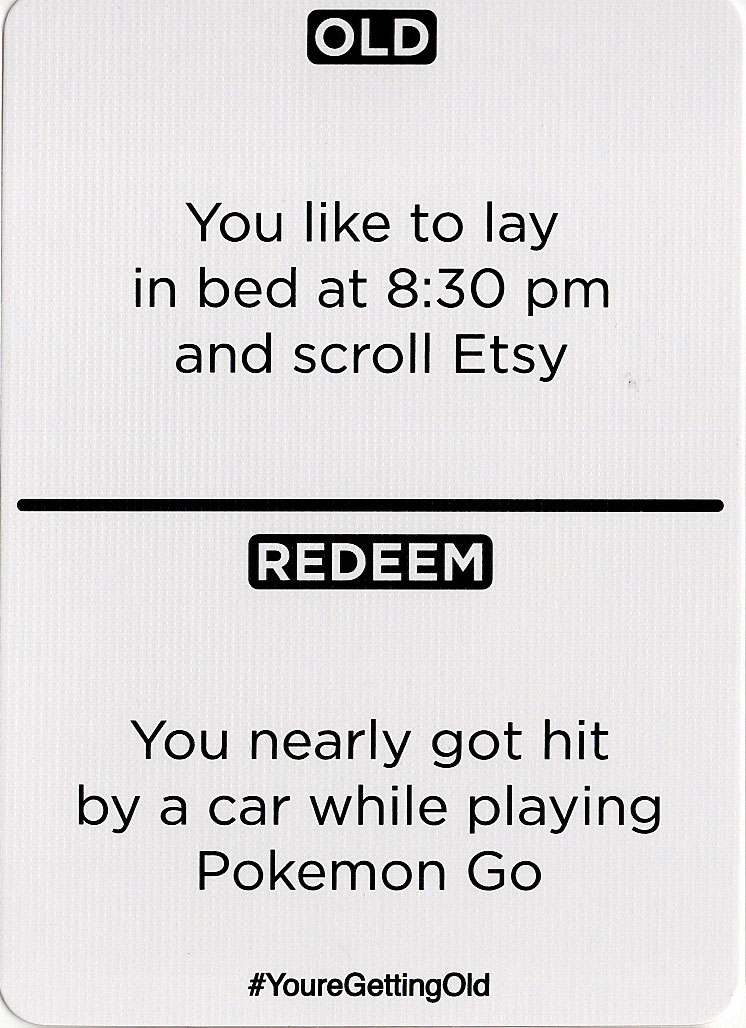 OLD
You like to lay
in bed at 8:30 pm
and scroll Etsy
REDEEM
You nearly got hit
by a car while playing
Pokemon Go
#YoureGettingOld